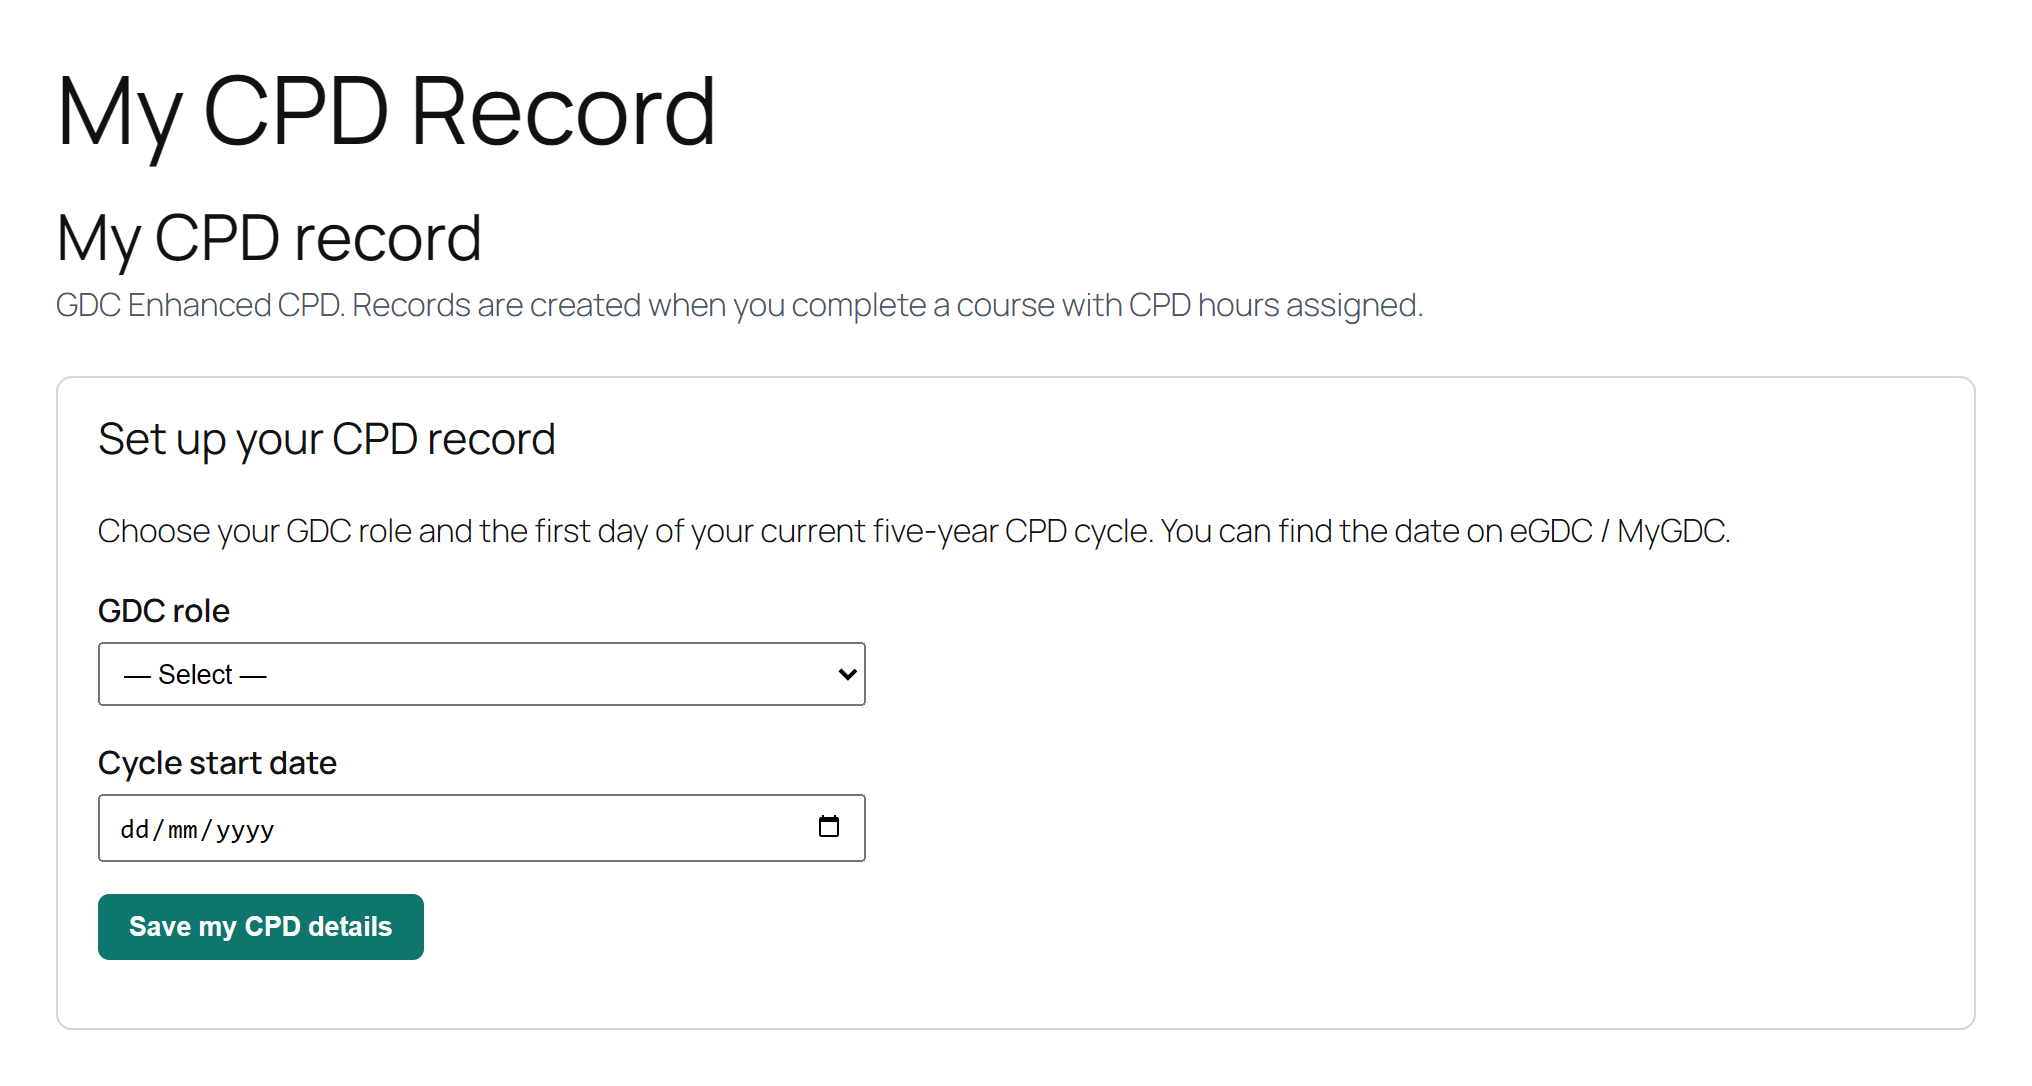 My CPD Record
My CPD record
GDC Enhanced CPD. Records are created when you complete a course with CPD hours assigned.
Set up your CPD record
Choose your GDC role and the first day of your current five-year CPD cycle. You can find the date on eGDC / MyGDC.
GDC role
— Select —
Cycle start date
dd/mm/yyyy
Save my CPD details